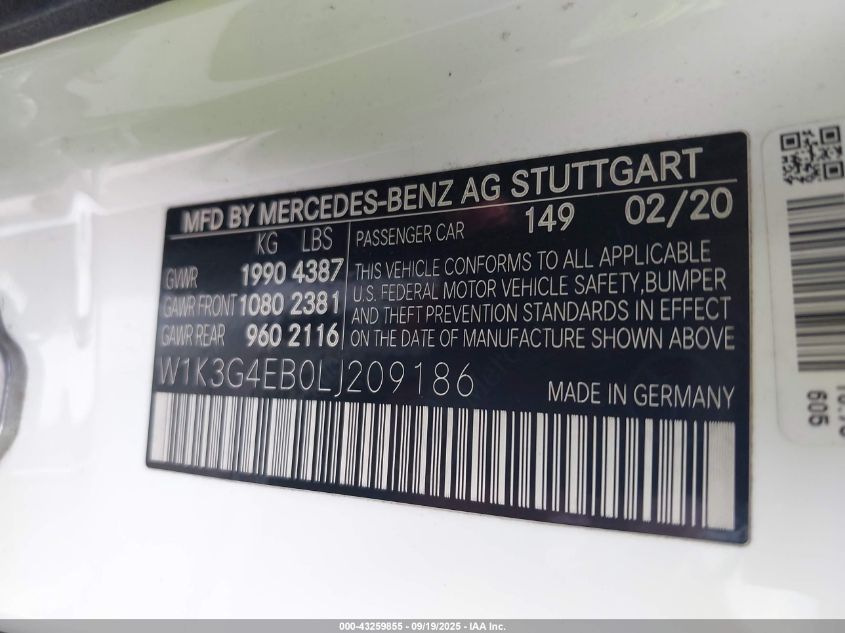 MFD BY MERCEDES-BENZ AG STUTTGART
KG LBS
GVWR 1990 4387
GAWR FRONT 1080 2381
GAWR REAR 960 2116
PASSENGER CAR 149 02/20
THIS VEHICLE CONFORMS TO ALL APPLICABLE
U.S. FEDERAL MOTOR VEHICLE SAFETY,BUMPER
AND THEFT PREVENTION STANDARDS IN EFFECT
ON THE DATE OF MANUFACTURE SHOWN ABOVE
W1K3G4EB0LJ209186 MADE IN GERMANY
605
000-43259855 - 09/19/2025 - IAA Inc.